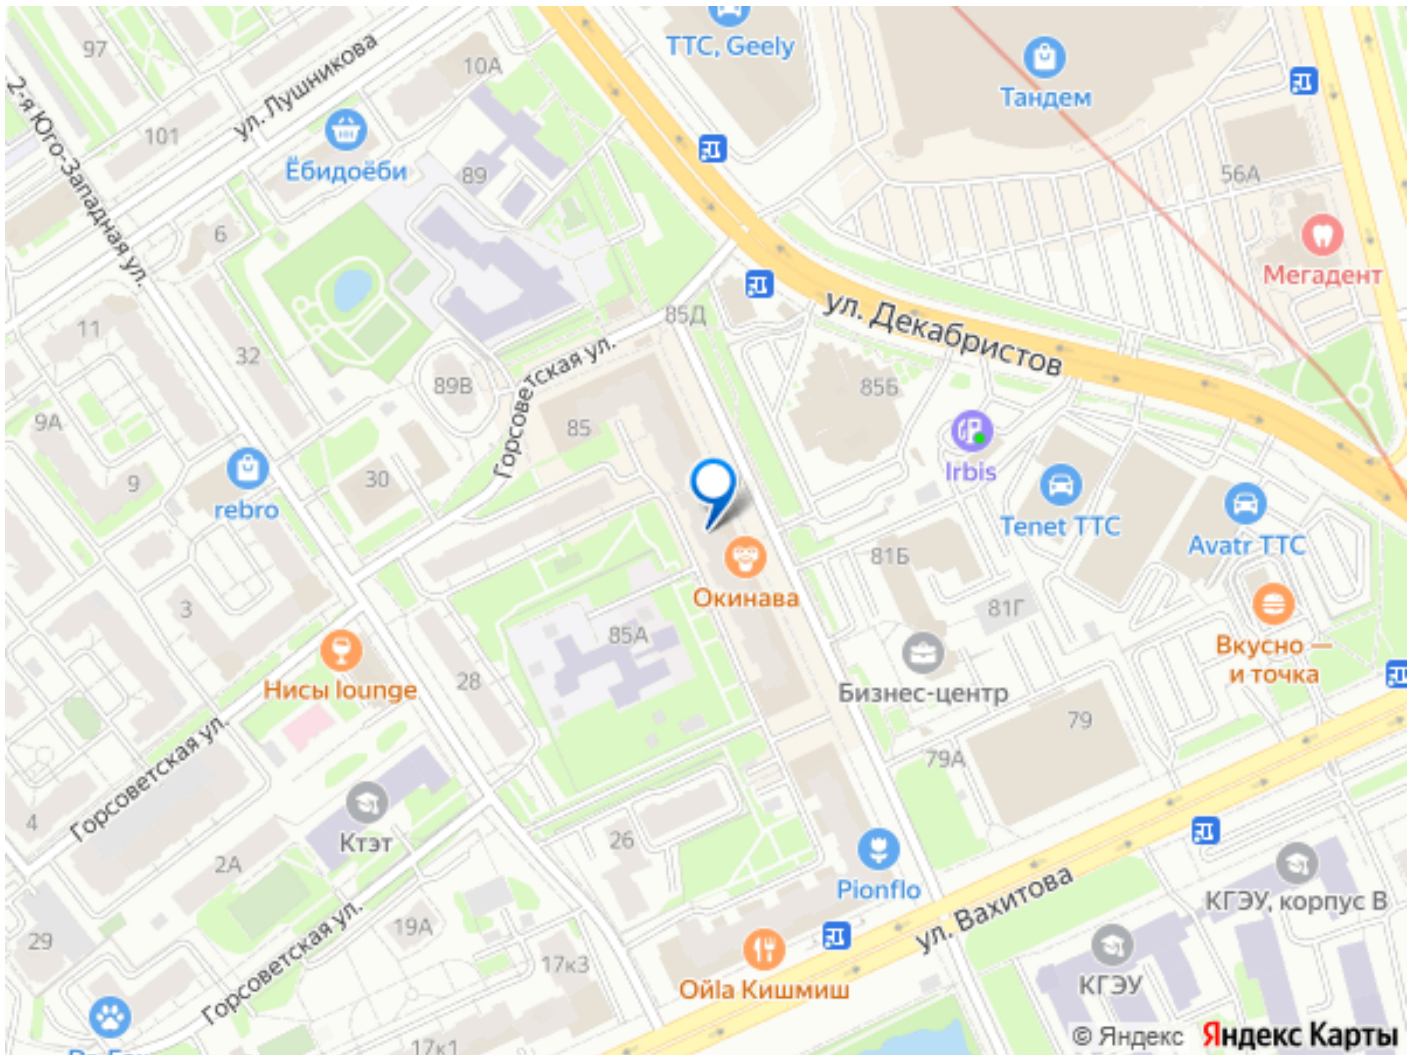 97
ТТС, Geely
10А
ул. Лушникова
Тандем
2-я Юго-Западная ул.
101
Ёбидоёби
89
56А
6
Мегадент
85Д
ул. Декабристов
11
32
89В
Горсоветская ул.
85Б
9А
85
Irbis
9
30
rebro
Tenet ТТС
Avatr ТТС
81Б
Окинава
3
81Г
85А
Вкусно —
и точка
28
Нисы lounge
Бизнес-центр
79
Горсоветская ул.
79А
4
Ктэт
26
2А
Pionflo
ул. Вахитова
КГЭУ, корпус В
29
19А
Горсоветская ул.
17к3
Ойla Кишмиш
КГЭУ
17к1
© Яндекс Яндекс Карты